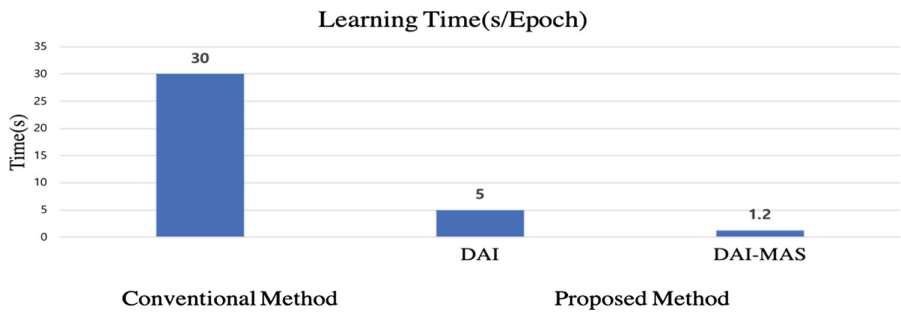 Learning Time(s/Epoch)
35
30
25
20
15
10
5
0
Time(s)
30
5
1.2
DAI
DAI-MAS
Conventional Method
Proposed Method